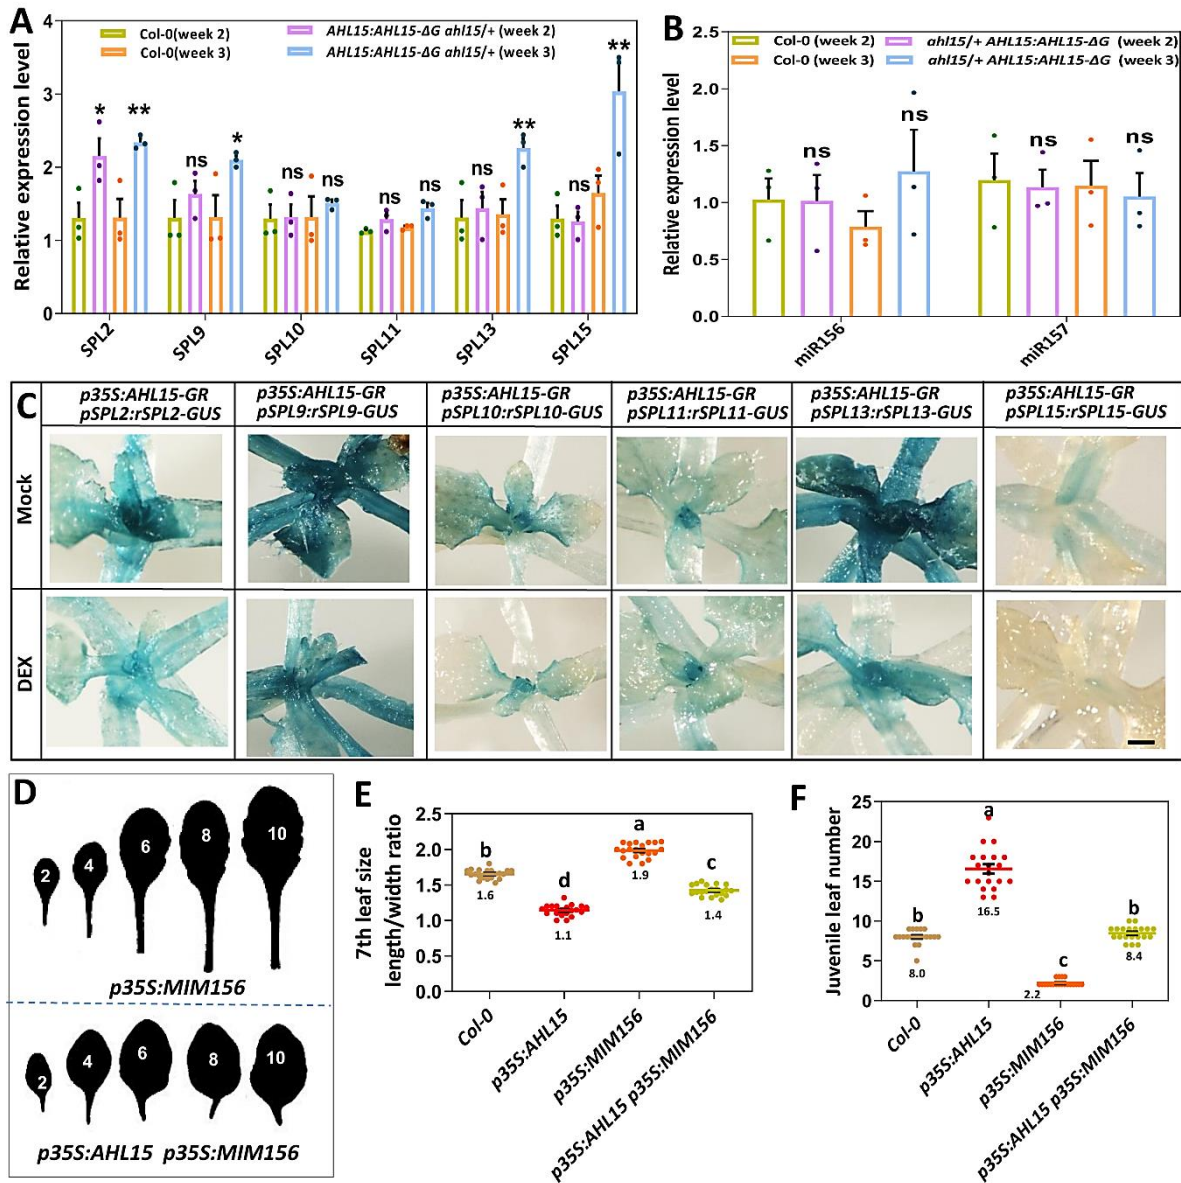 A
Col-0(week 2)
Col-0(week 3)
AHL15:AHL15-ΔG ahl15/+ (week 2)
AHL15:AHL15-ΔG ahl15/+ (week 3)
Relative expression level
4
3
2
1
0
* **
ns *
ns ns
ns ns
ns **
ns **
SPL2 SPL9 SPL10 SPL11 SPL13 SPL15
B
Col-0 (week 2)
Col-0 (week 3)
ahl15/+ AHL15:AHL15-ΔG (week 2)
ahl15/+ AHL15:AHL15-ΔG (week 3)
Relative expression level
2.5
2.0
1.5
1.0
0.5
0.0
ns ns
ns ns
miR156 miR157
C
p35S:AHL15-GR
pSPL2:rSPL2-GUS
p35S:AHL15-GR
pSPL9:rSPL9-GUS
p35S:AHL15-GR
pSPL10:rSPL10-GUS
p35S:AHL15-GR
pSPL11:rSPL11-GUS
p35S:AHL15-GR
pSPL13:rSPL13-GUS
p35S:AHL15-GR
pSPL15:rSPL15-GUS
Mock
DEX
D
2 4 6 8 10
p35S:MIM156
2 4 6 8 10
p35S:AHL15 p35S:MIM156
E
7th leaf size
length/width ratio
2.5
2.0
1.5
1.0
0.5
0.0
b d a c
1.6 1.1 1.9 1.4
Col-0
p35S:AHL15
p35S:MIM156
p35S:AHL15 p35S:MIM156
F
Juvenile leaf number
25
20
15
10
5
0
b a c b
8.0 16.5 2.2 8.4
Col-0
p35S:AHL15
p35S:MIM156
p35S:AHL15 p35S:MIM156